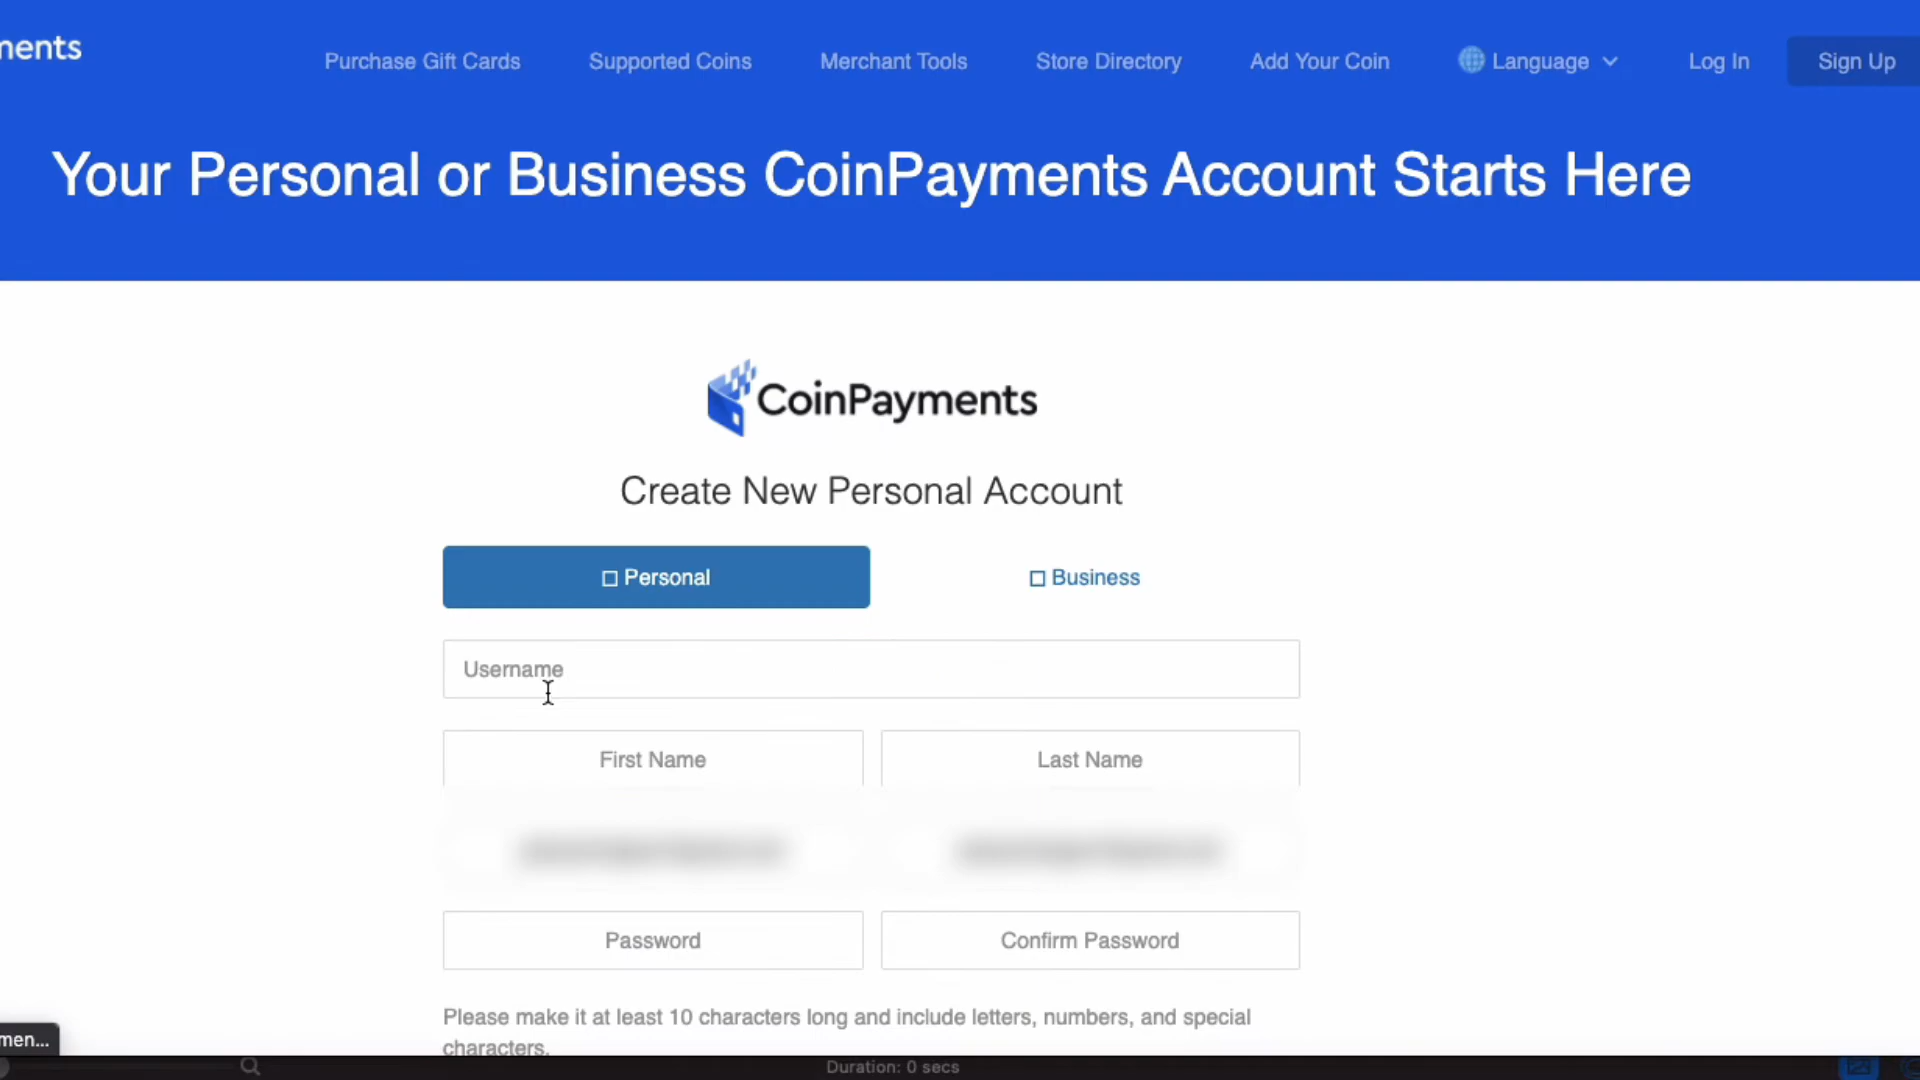 ments
Purchase Gift Cards
Supported Coins
Merchant Tools
Store Directory
Add Your Coin
Language
Log In
Sign Up
Your Personal or Business CoinPayments Account Starts Here
CoinPayments
Create New Personal Account
Personal
Business
Username
First Name
Last Name
Password
Confirm Password
Please make it at least 10 characters long and include letters, numbers, and special
characters.
men...
Duration: 0 secs